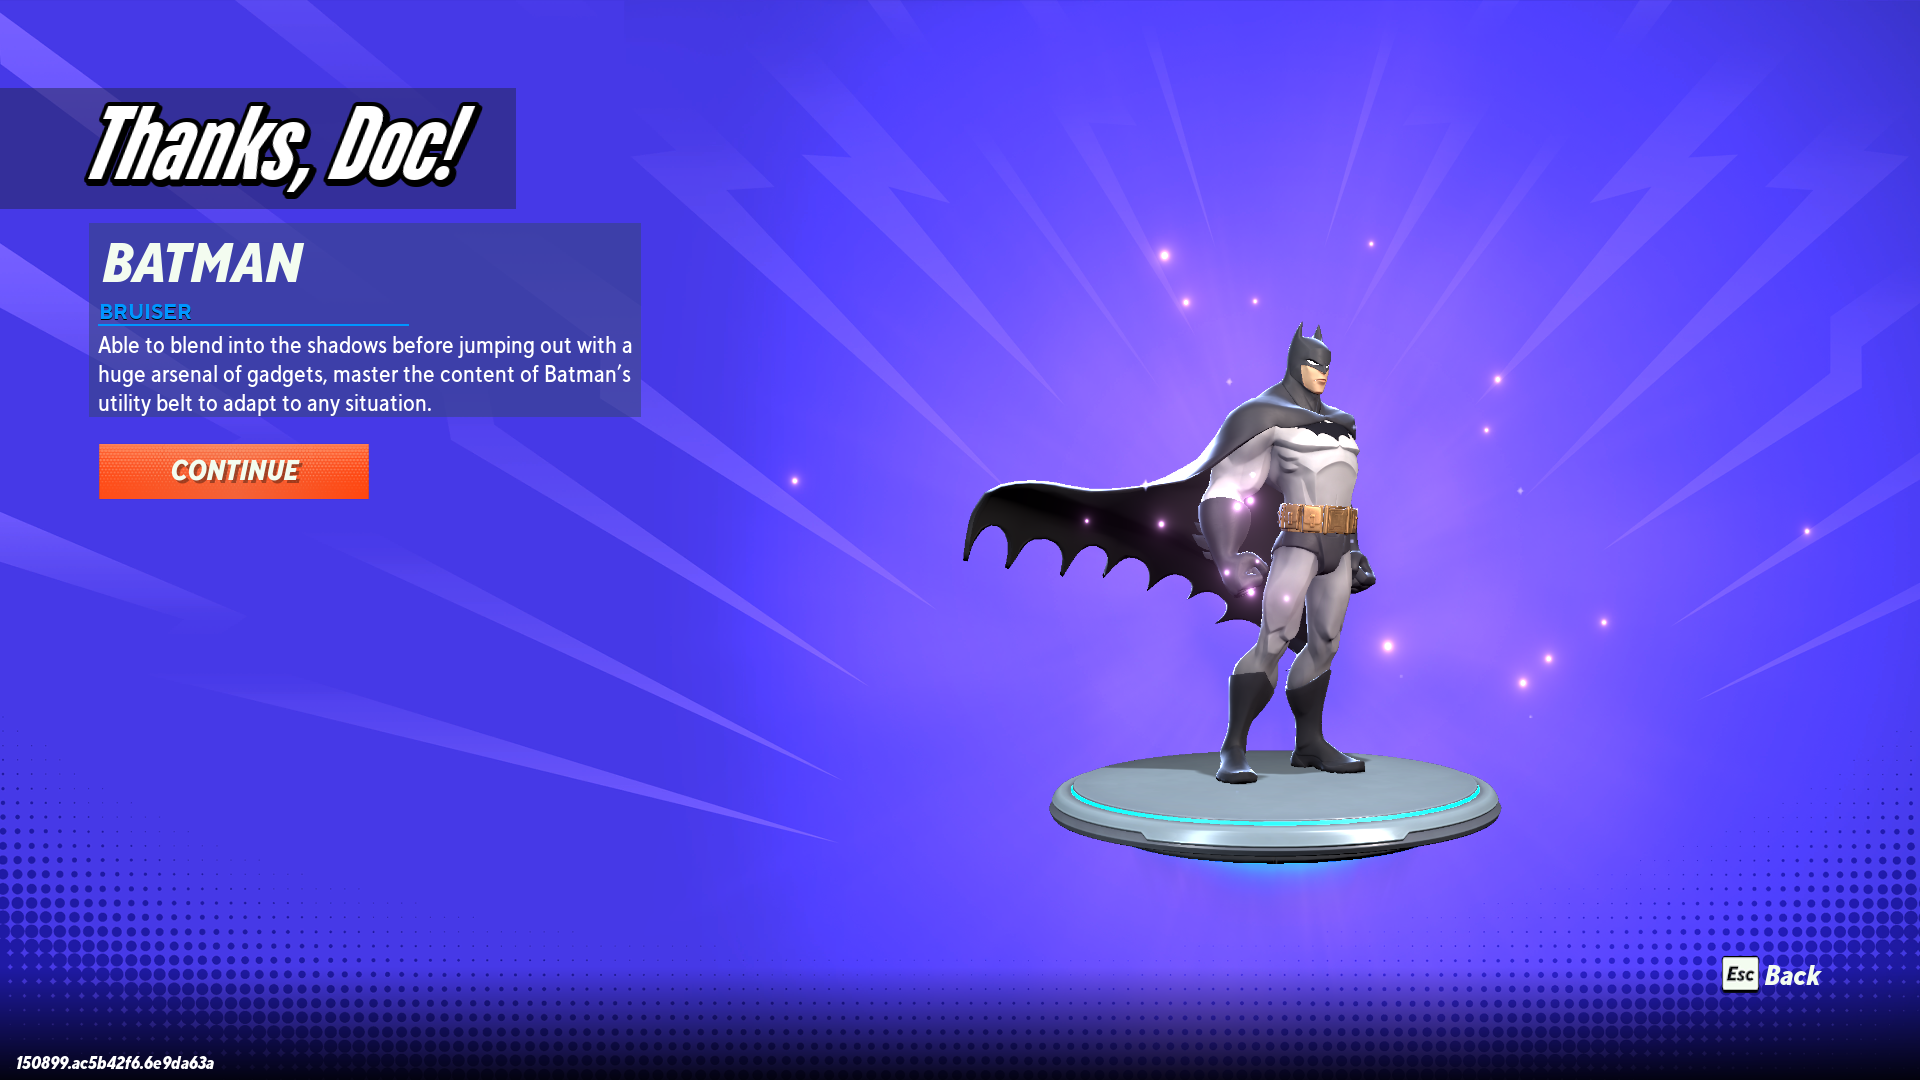 Thanks, Doc!
BATMAN
BRUISER
Able to blend into the shadows before jumping out with a
huge arsenal of gadgets, master the content of Batman's
utility belt to adapt to any situation.
CONTINUE
Esc Back
150899.ac5b42f6.6e9da63a